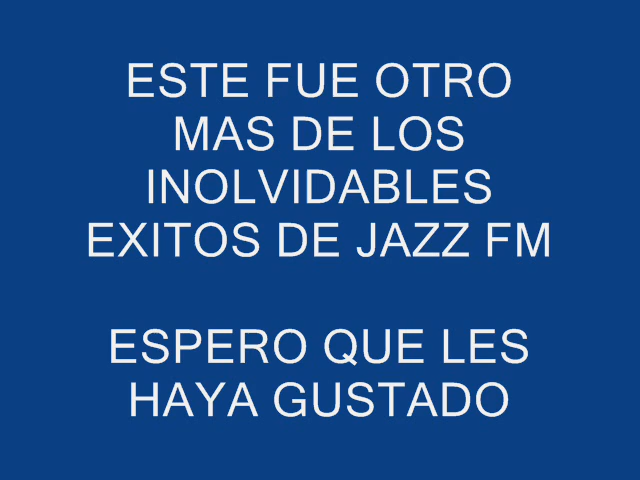 ESTE FUE OTRO
MAS DE LOS
INOLVIDABLES
EXITOS DE JAZZ FM
ESPERO QUE LES
HAYA GUSTADO